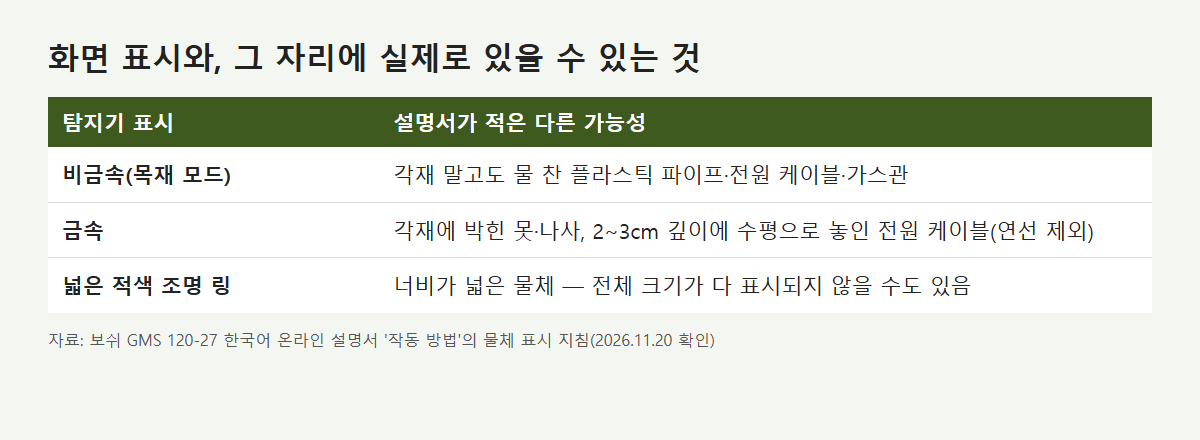 화면 표시와, 그 자리에 실제로 있을 수 있는 것
탐지기 표시 설명서가 적은 다른 가능성
비금속(목재 모드) 각재 말고도 물 찬 플라스틱 파이프·전원 케이블·가스관
금속 각재에 박힌 못·나사, 2~3cm 깊이에 수평으로 놓인 전원 케이블(연선 제외)
넓은 적색 조명 링 너비가 넓은 물체 — 전체 크기가 다 표시되지 않을 수도 있음
자료: 보쉬 GMS 120-27 한국어 온라인 설명서 '작동 방법'의 물체 표시 지침(2026.11.20 확인)